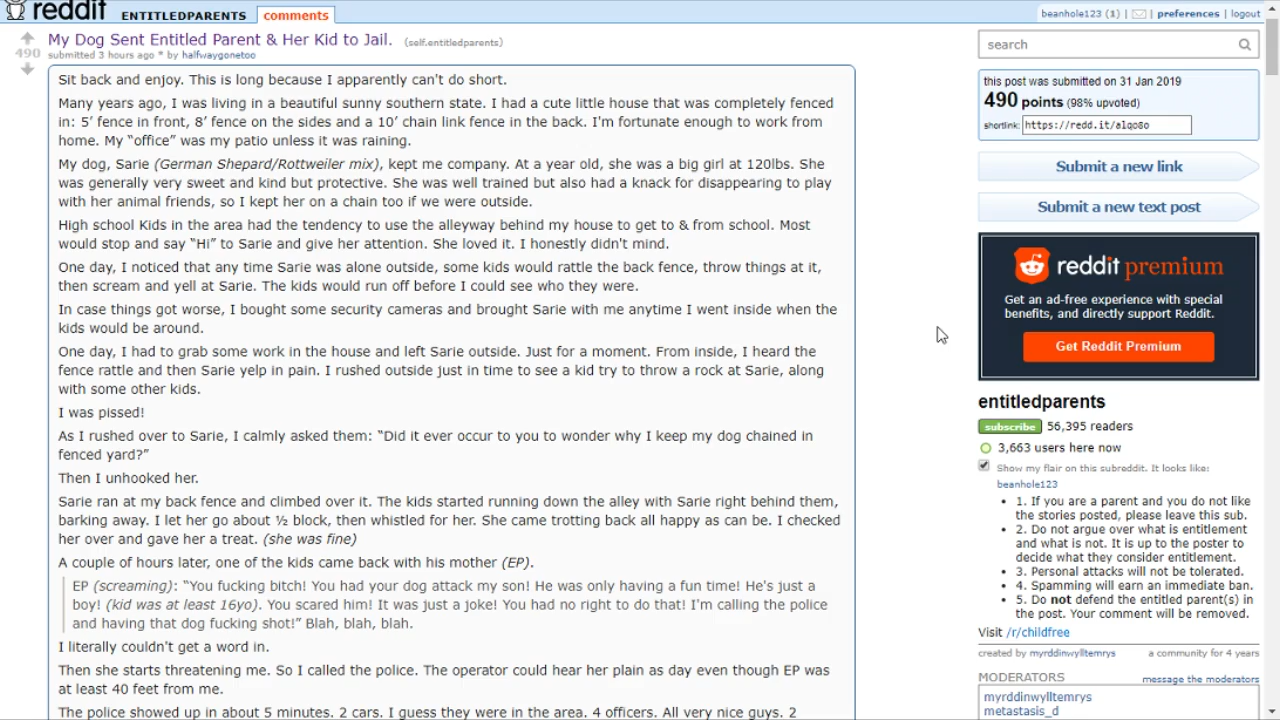 reddit ENTITLEDPARENTS comments
beanhole123 (1) | preferences | logout
My Dog Sent Entitled Parent & Her Kid to Jail. (self.entitledparents)
490
submitted 3 hours ago * by halfwaygonetoo
Sit back and enjoy. This is long because I apparently can't do short.
Many years ago, I was living in a beautiful sunny southern state. I had a cute little house that was completely fenced
in: 5’ fence in front, 8’ fence on the sides and a 10’ chain link fence in the back. I'm fortunate enough to work from
home. My “office” was my patio unless it was raining.
My dog, Sarie (German Shepard/Rottweiler mix), kept me company. At a year old, she was a big girl at 120lbs. She
was generally very sweet and kind but protective. She was well trained but also had a knack for disappearing to play
with her animal friends, so I kept her on a chain too if we were outside.
High school Kids in the area had the tendency to use the alleyway behind my house to get to & from school. Most
would stop and say “Hi” to Sarie and give her attention. She loved it. I honestly didn't mind.
One day, I noticed that any time Sarie was alone outside, some kids would rattle the back fence, throw things at it,
then scream and yell at Sarie. The kids would run off before I could see who they were.
In case things got worse, I bought some security cameras and brought Sarie with me anytime I went inside when the
kids would be around.
One day, I had to grab some work in the house and left Sarie outside. Just for a moment. From inside, I heard the
fence rattle and then Sarie yelp in pain. I rushed outside just in time to see a kid try to throw a rock at Sarie, along
with some other kids.
I was pissed!
As I rushed over to Sarie, I calmly asked them: “Did it ever occur to you to wonder why I keep my dog chained in
fenced yard?”
Then I unhooked her.
Sarie ran at my back fence and climbed over it. The kids started running down the alley with Sarie right behind them,
barking away. I let her go about ½ block, then whistled for her. She came trotting back all happy as can be. I checked
her over and gave her a treat. (she was fine)
A couple of hours later, one of the kids came back with his mother (EP).
EP (screaming): “You fucking bitch! You had your dog attack my son! He was only having a fun time! He's just a
boy! (kid was at least 16yo). You scared him! It was just a joke! You had no right to do that! I'm calling the police
and having that dog fucking shot!” Blah, blah, blah.
I literally couldn't get a word in.
Then she starts threatening me. So I called the police. The operator could hear her plain as day even though EP was
at least 40 feet from me.
The police showed up in about 5 minutes. 2 cars. I guess they were in the area. 4 officers. All very nice guys. 2
search
this post was submitted on 31 Jan 2019
490 points (98% upvoted)
shortlink: https://redd.it/alqo8o
Submit a new link
Submit a new text post
reddit premium
Get an ad-free experience with special
benefits, and directly support Reddit.
Get Reddit Premium
entitledparents
subscribe 56,395 readers
3,663 users here now
Show my flair on this subreddit. It looks like:
beanhole123
1. If you are a parent and you do not like
the stories posted, please leave this sub.
2. Do not argue over what is entitlement
and what is not. It is up to the poster to
decide what they consider entitlement.
3. Personal attacks will not be tolerated.
4. Spamming will earn an immediate ban.
5. Do not defend the entitled parent(s) in
the post. Your comment will be removed.
Visit /r/childfree
created by myrddinwylltemrys a community for 4 years
MODERATORS message the moderators
myrddinwylltemrys
metastasis_d